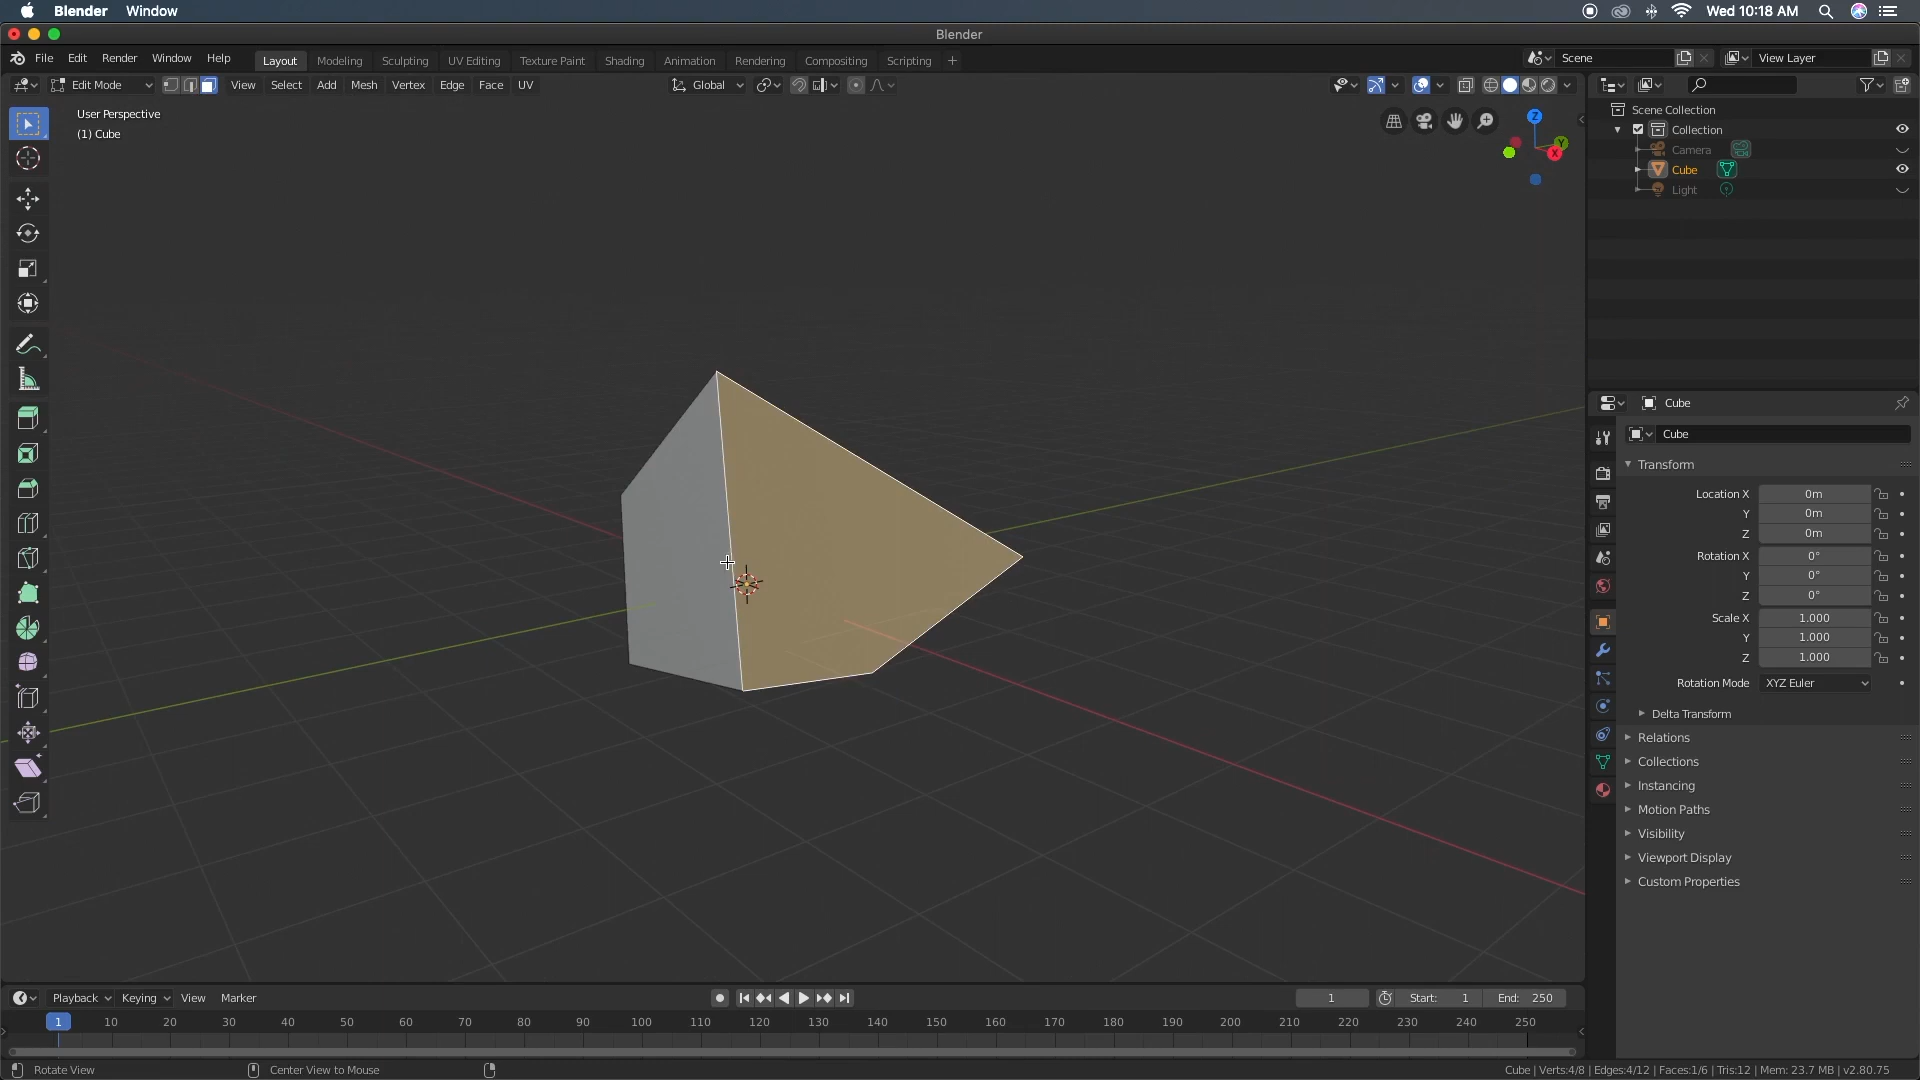 Blender Window Wed 10:18 AM
Blender
File Edit Render Window Help Layout Modeling Sculpting UV Editing Texture Paint Shading Animation Rendering Compositing Scripting + Scene View Layer
Edit Mode View Select Add Mesh Vertex Edge Face UV Global
User Perspective
(1) Cube
Z
Y
X
Scene Collection
Collection
Camera
Cube
Light
Cube
Cube
Transform
Location X 0m
Y 0m
Z 0m
Rotation X 0°
Y 0°
Z 0°
Scale X 1.000
Y 1.000
Z 1.000
Rotation Mode XYZ Euler
Delta Transform
Relations
Collections
Instancing
Motion Paths
Visibility
Viewport Display
Custom Properties
Playback Keying View Marker 1 Start: 1 End: 250
1 10 20 30 40 50 60 70 80 90 100 110 120 130 140 150 160 170 180 190 200 210 220 230 240 250
Rotate View Center View to Mouse Cube | Verts:4/8 | Edges:4/12 | Faces:1/6 | Tris:12 | Mem: 23.7 MB | v2.80.75